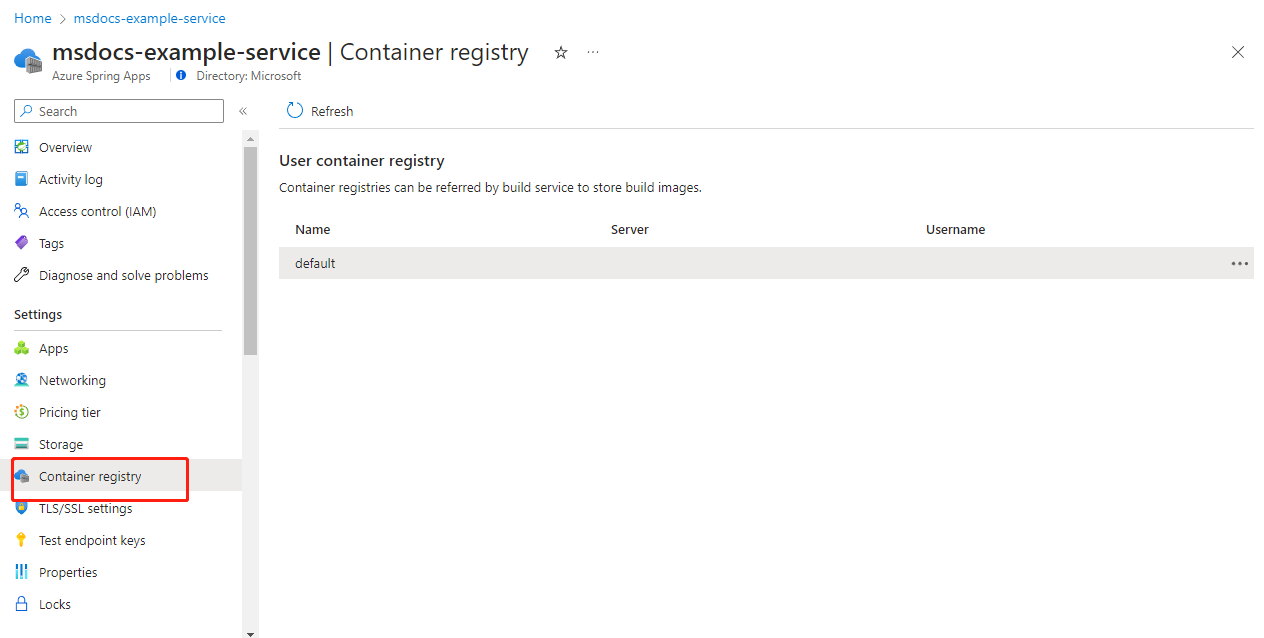 Home > msdocs-example-service
msdocs-example-service | Container registry
Azure Spring Apps
Directory: Microsoft
Search
Overview
Activity log
Access control (IAM)
Tags
Diagnose and solve problems
Settings
Apps
Networking
Pricing tier
Storage
Container registry
TLS/SSL settings
Test endpoint keys
Properties
Locks
Refresh
User container registry
Container registries can be referred by build service to store build images.
Name Server Username
default